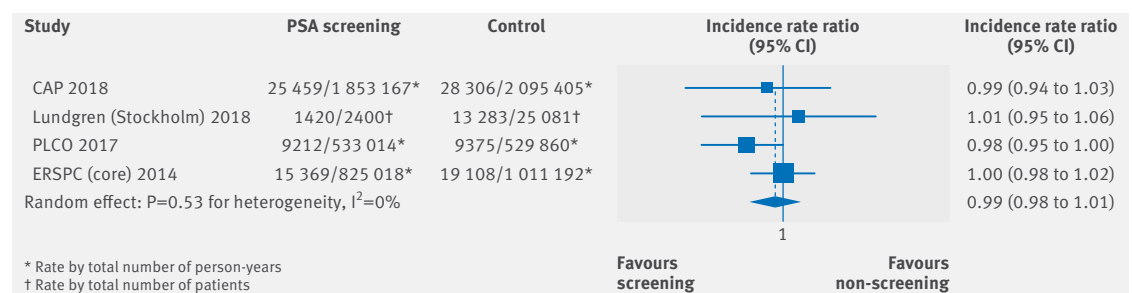 Study PSA screening Control Incidence rate ratio (95% CI) Incidence rate ratio (95% CI)
CAP 2018 25 459/1 853 167* 28 306/2 095 405* 0.99 (0.94 to 1.03)
Lundgren (Stockholm) 2018 1420/2400† 13 283/25 081† 1.01 (0.95 to 1.06)
PLCO 2017 9212/533 014* 9375/529 860* 0.98 (0.95 to 1.00)
ERSPC (core) 2014 15 369/825 018* 19 108/1 011 192* 1.00 (0.98 to 1.02)
Random effect: P=0.53 for heterogeneity, I²=0% 0.99 (0.98 to 1.01)
1
* Rate by total number of person-years
† Rate by total number of patients
Favours screening
Favours non-screening